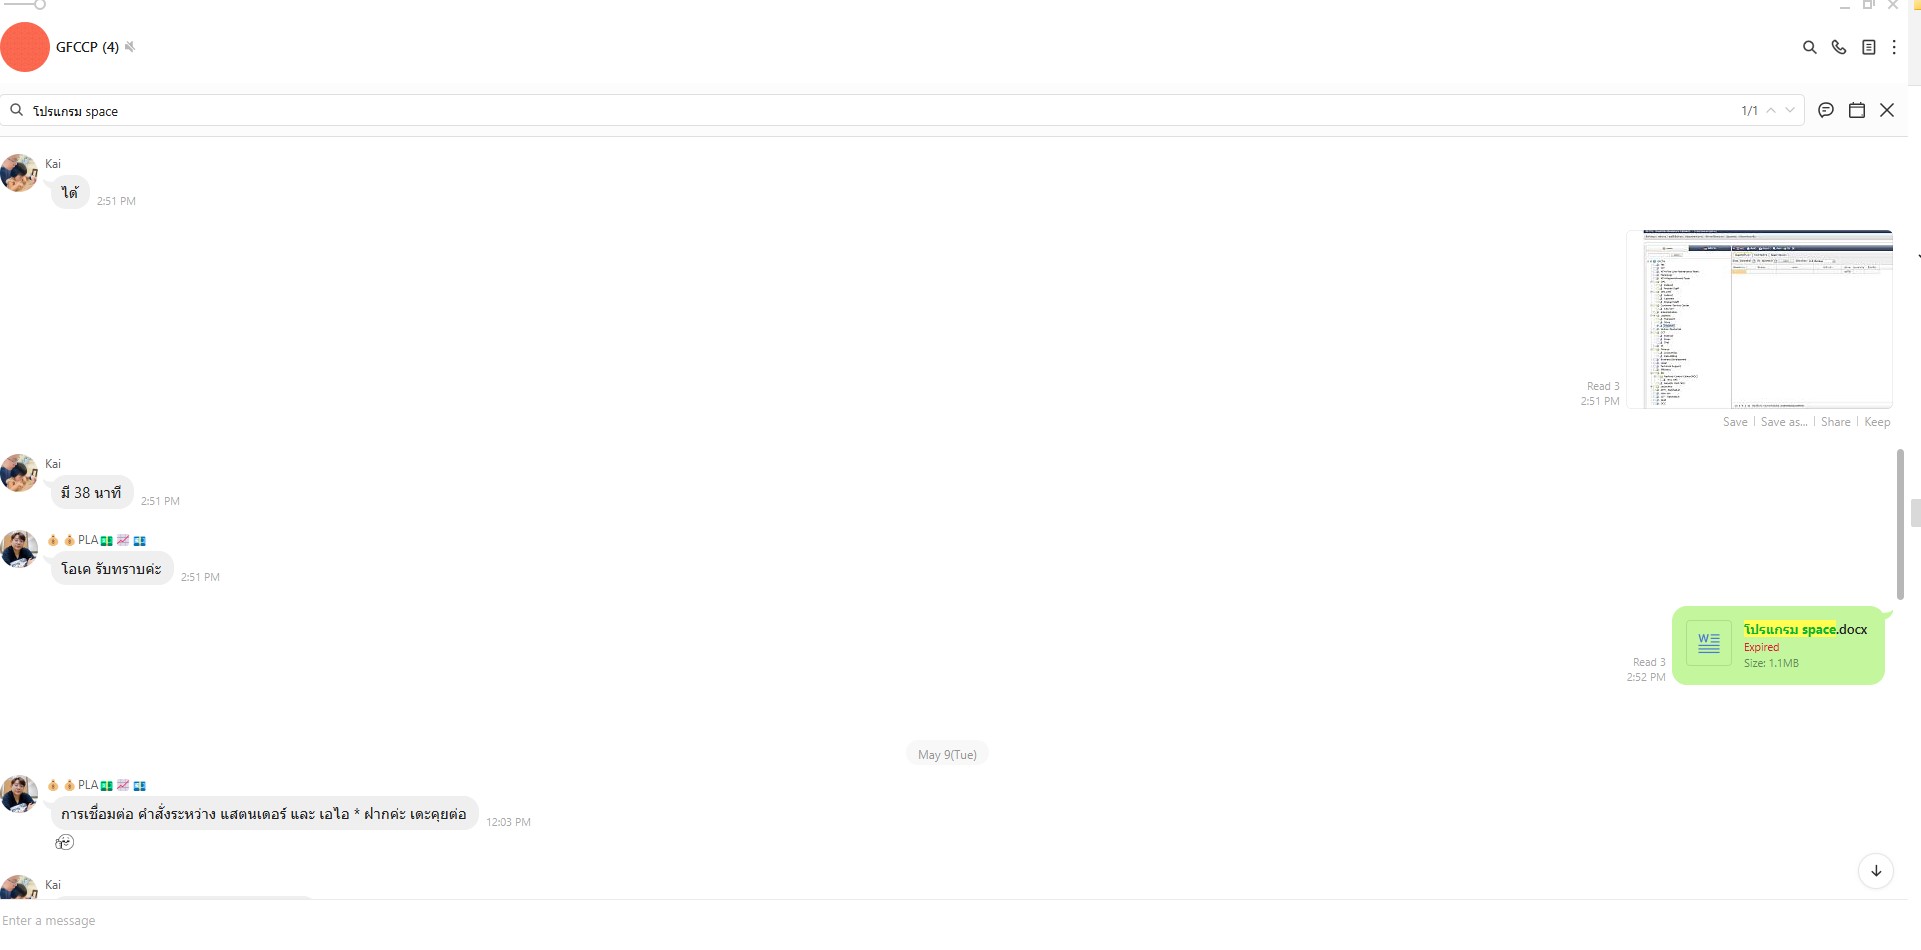 GFCCP (4)
โปรแกรม space
1/1
Kai
ได้
2:51 PM
Read 3
2:51 PM
Save
Save as...
Share
Keep
Kai
มี 38 นาที
2:51 PM
PLA
โอเค รับทราบค่ะ
2:51 PM
โปรแกรม space.docx
Expired
Size: 1.1MB
Read 3
2:52 PM
May 9(Tue)
PLA
การเชื่อมต่อ คำสั่งระหว่าง แสตนเดอร์ และ เอไอ * ฝากค่ะ เดะคุยต่อ
12:03 PM
Kai
Enter a message